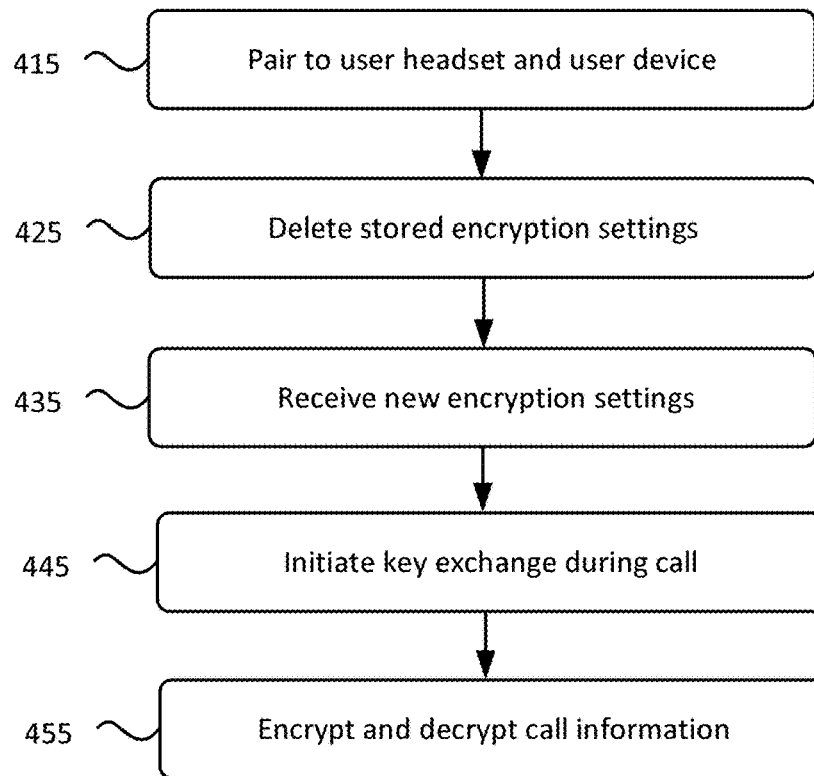 415 Pair to user headset and user device
425 Delete stored encryption settings
435 Receive new encryption settings
445 Initiate key exchange during call
455 Encrypt and decrypt call information